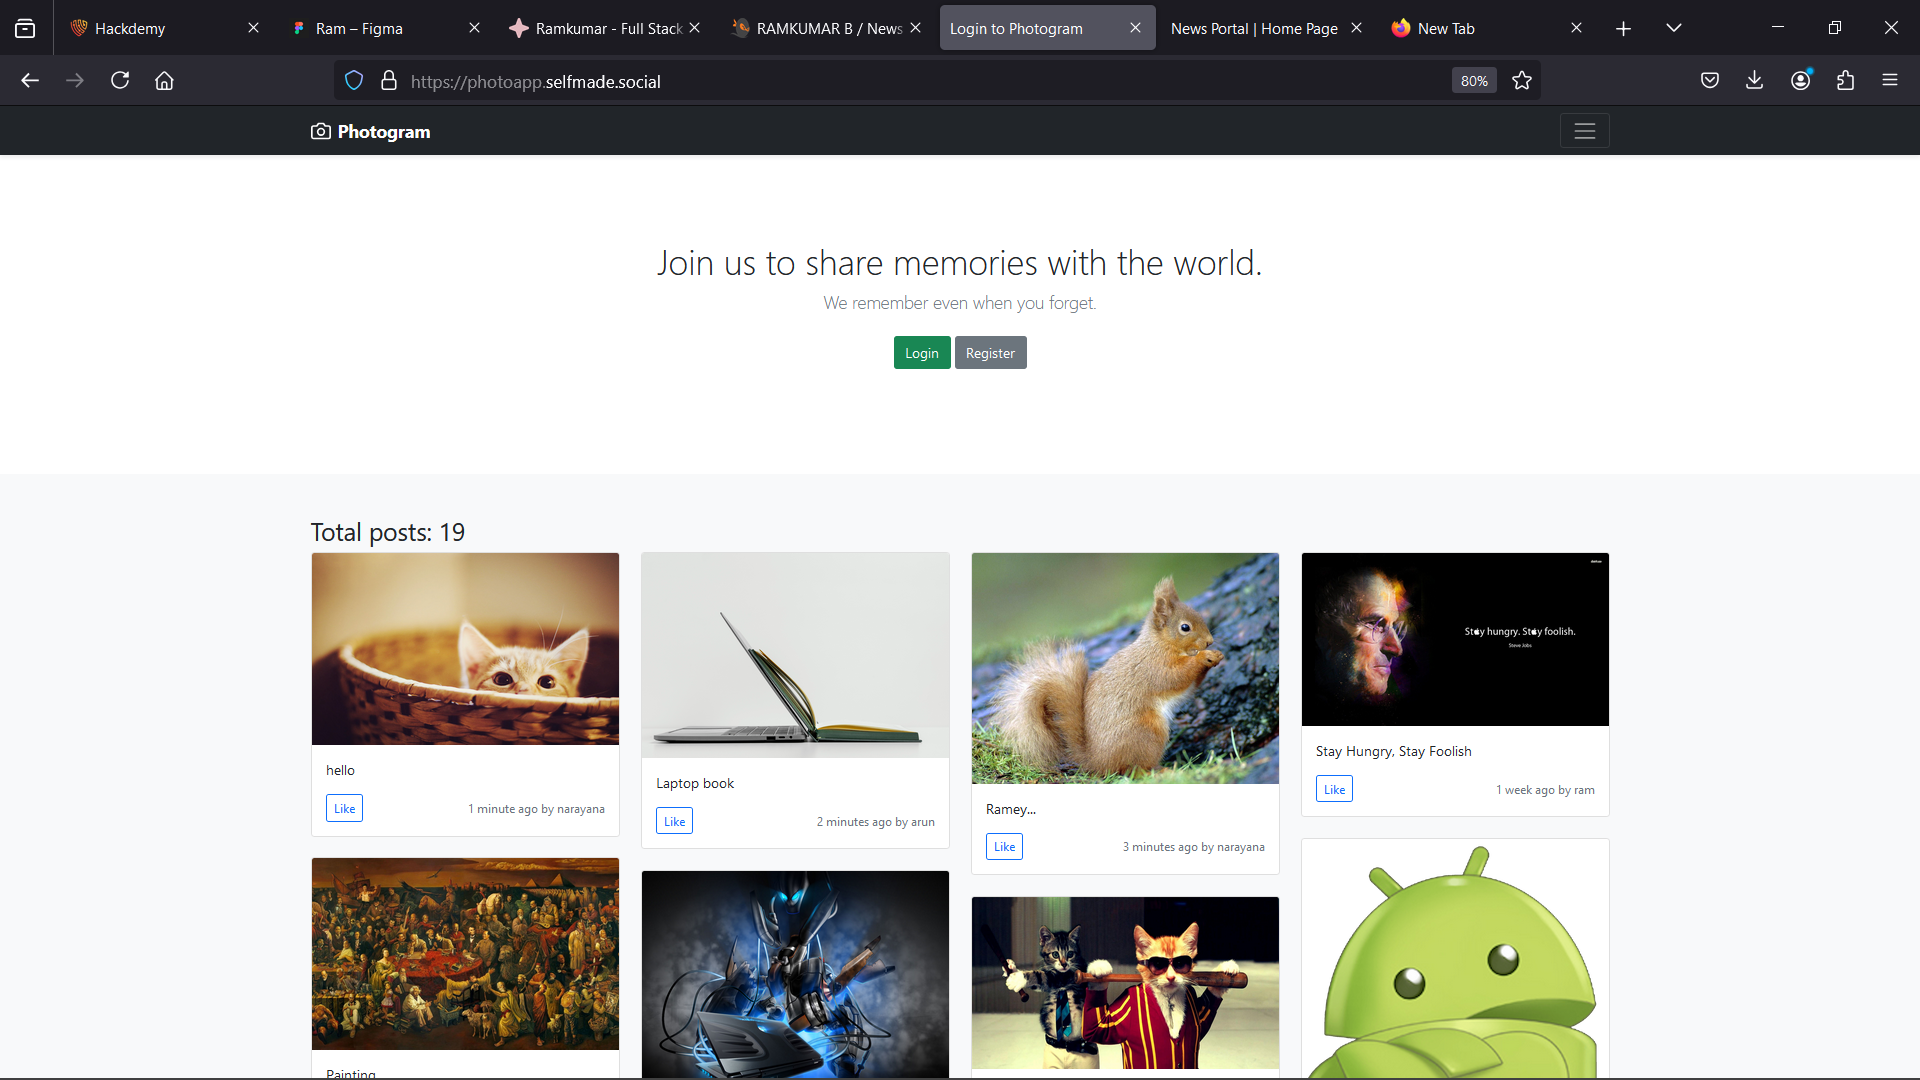 Hackdemy
Ram – Figma
Ramkumar - Full Stack
RAMKUMAR B / News
Login to Photogram
News Portal | Home Page
New Tab
https://photoapp.selfmade.social
80%
Photogram
Join us to share memories with the world.
We remember even when you forget.
Login Register
Total posts: 19
Stay hungry. Stay foolish.
Steve Jobs
hello
Like 1 minute ago by narayana
Laptop book
Like 2 minutes ago by arun
Ramey...
Like 3 minutes ago by narayana
Stay Hungry, Stay Foolish
Like 1 week ago by ram
Painting